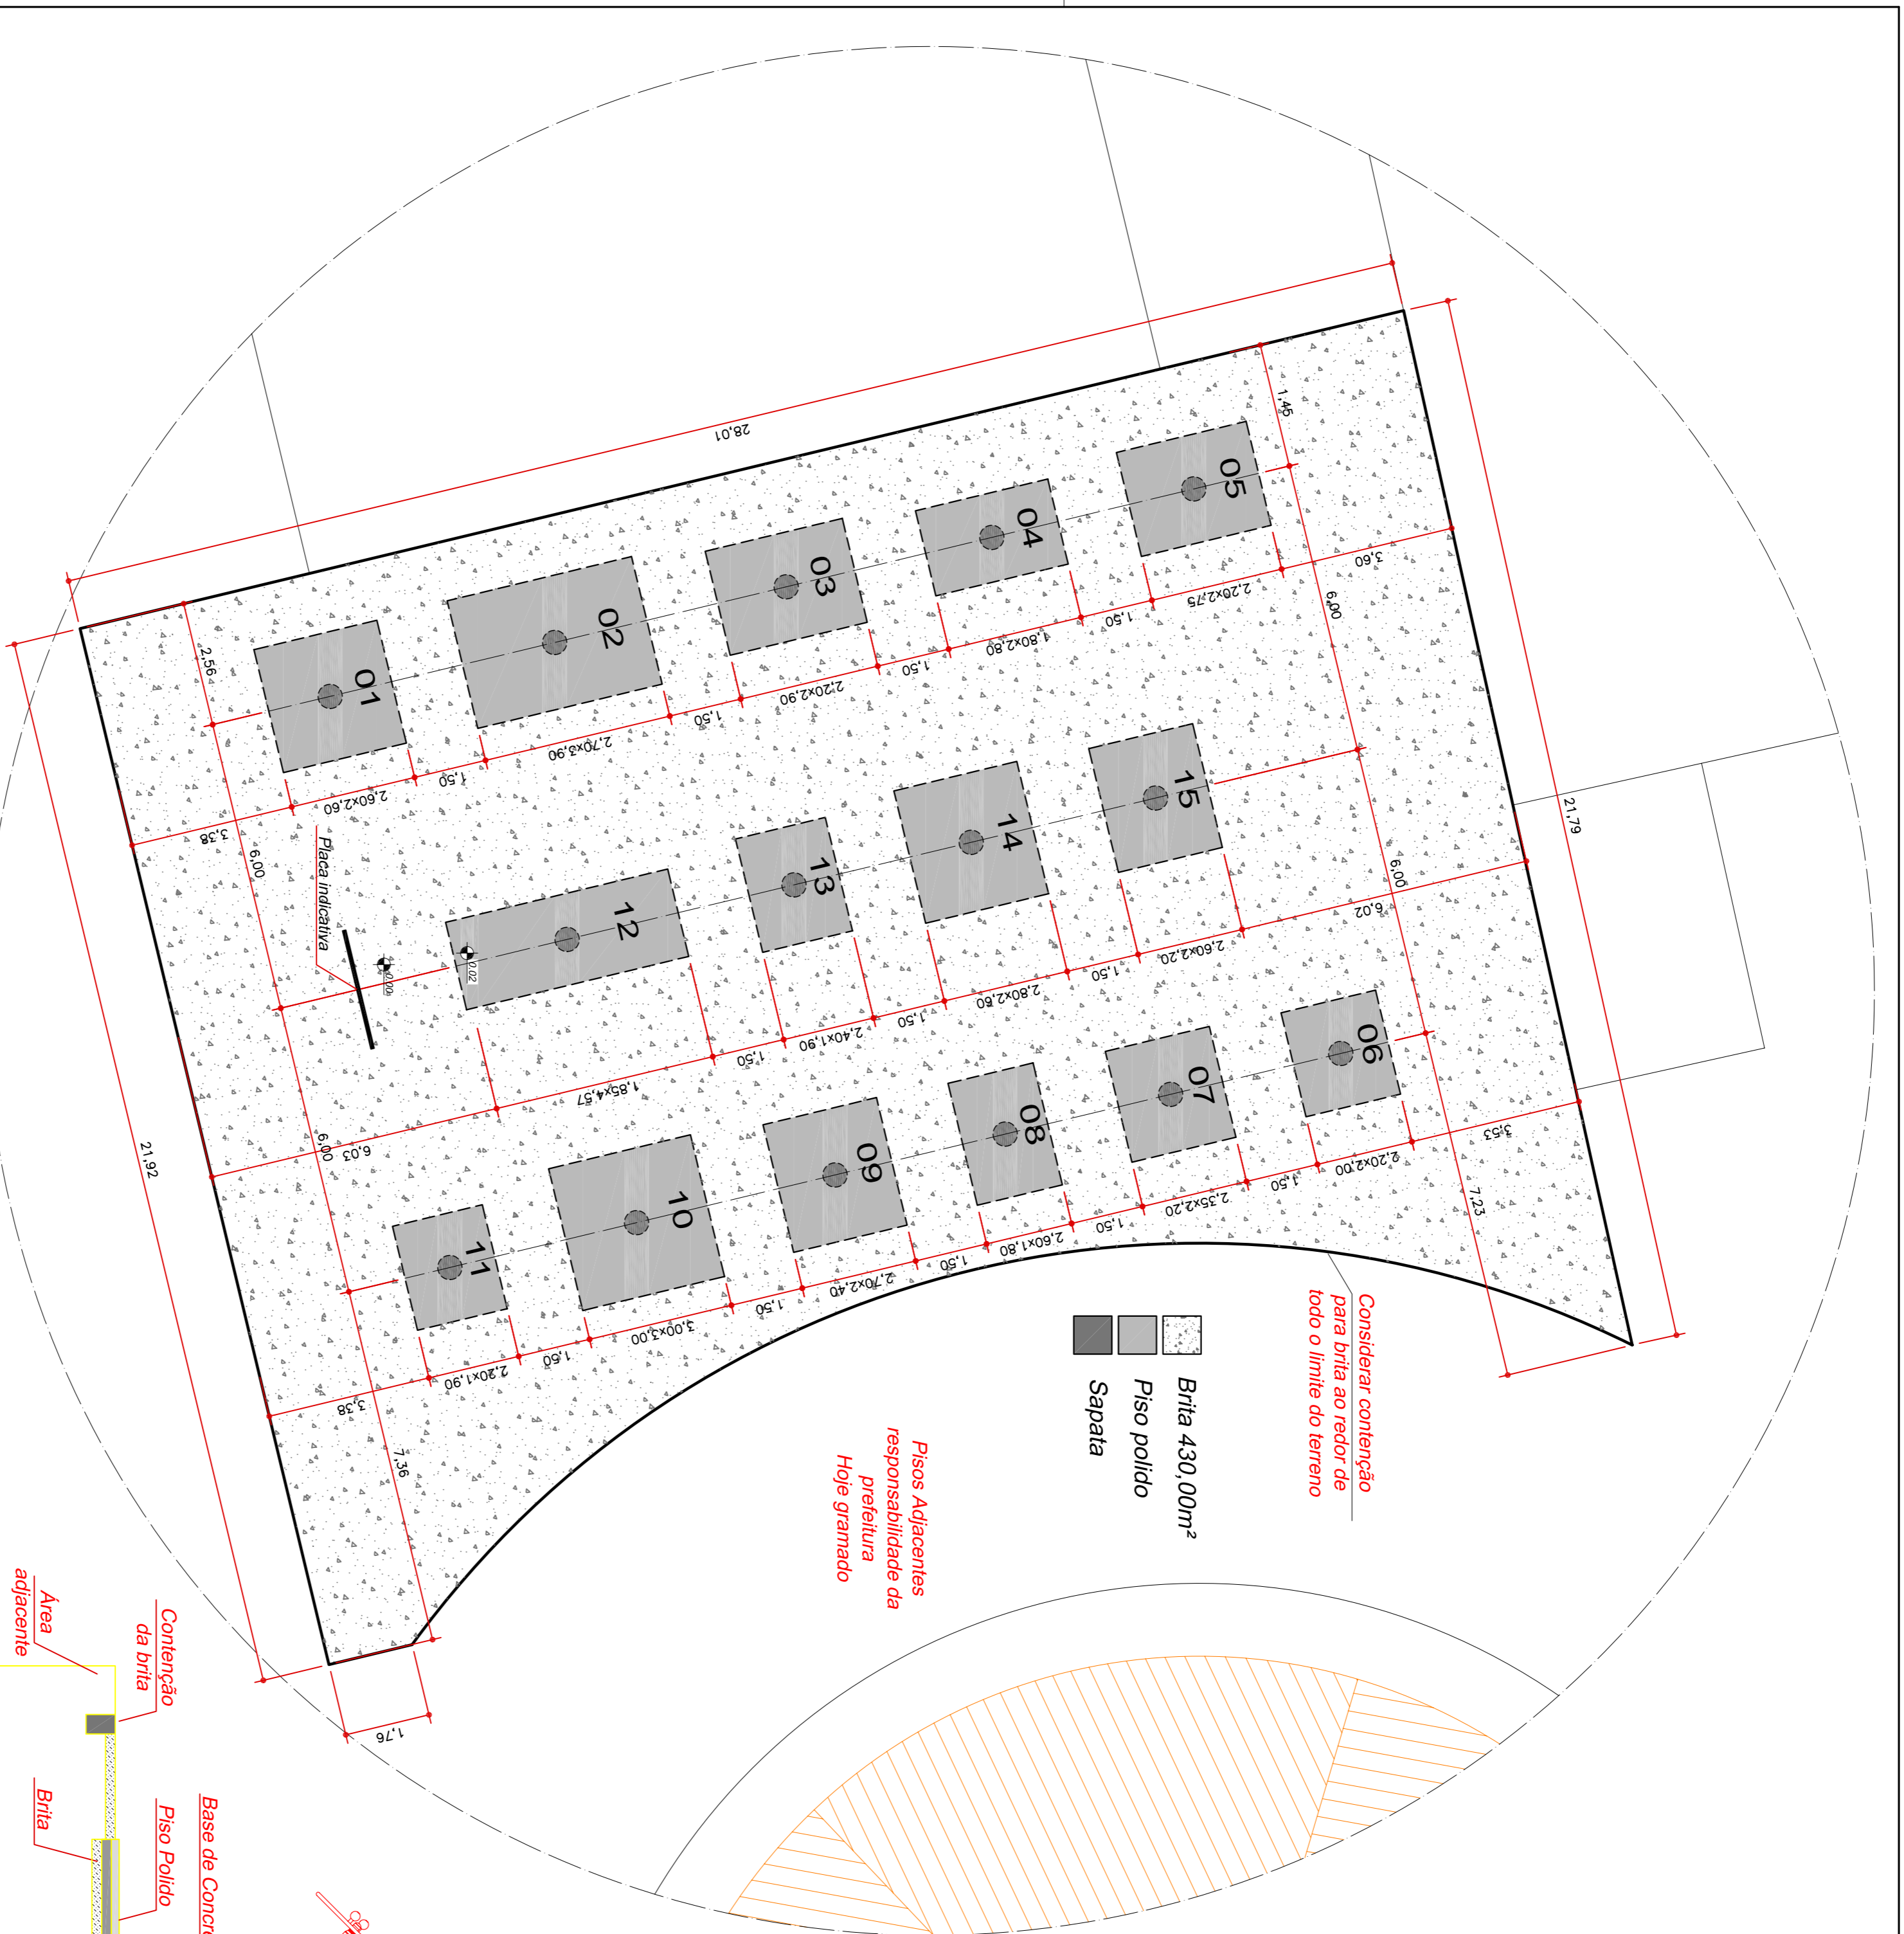 28,01
21,79
1,45
6,00
6,00
7,23
3,60
2,20x2,75
1,50
1,80x2,80
1,50
2,20x2,90
1,50
2,70x3,90
1,50
2,60x2,60
3,38
05
04
03
02
01
6,02
2,60x2,20
1,50
2,80x2,60
1,50
2,40x1,90
1,50
1,85x4,57
6,03
15
14
13
12
0.02
0.00
Placa indicativa
3,53
2,20x2,00
1,50
2,35x2,20
1,50
2,60x1,80
1,50
2,70x2,40
1,50
3,00x3,00
1,50
2,20x1,90
3,38
06
07
08
09
10
11
2,56
6,00
6,00
7,36
21,92
1,76
Considerar contenção
para brita ao redor de
todo o limite do terreno
Brita 430,00m²
Piso polido
Sapata
Pisos Adjacentes
responsabilidade da
prefeitura
Hoje gramado
Contenção
da brita
Área
adjacente
Base de
Piso Polido
Brita